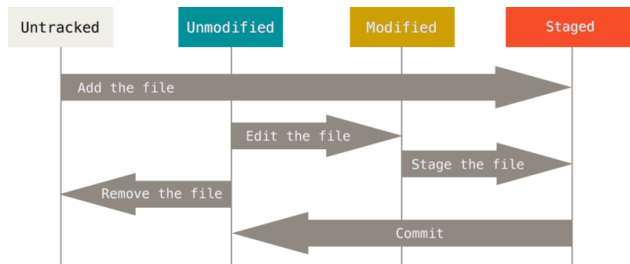 Untracked
Unmodified
Modified
Staged
Add the file
Edit the file
Stage the file
Remove the file
Commit